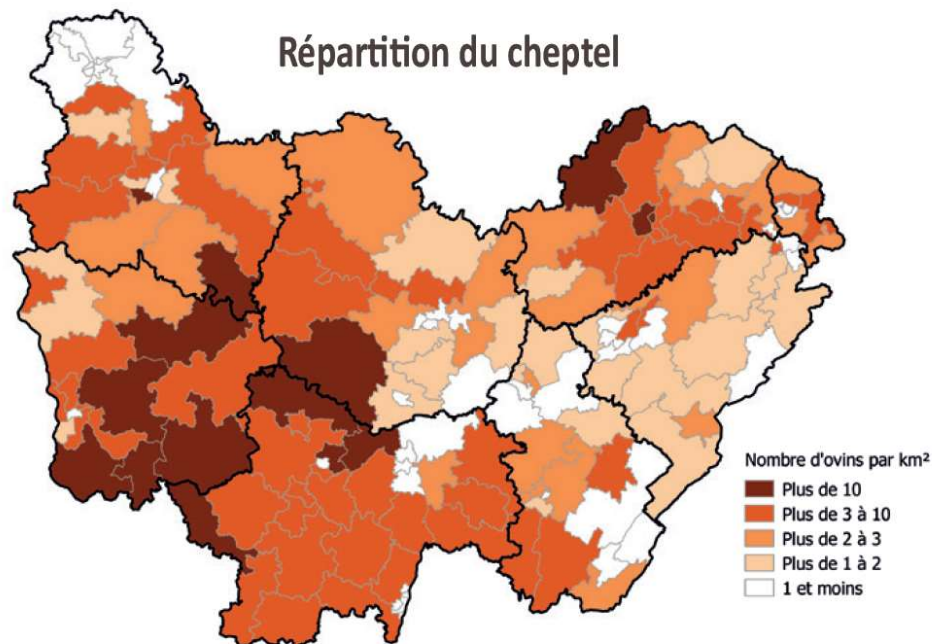 Répartition du cheptel
Nombre d'ovins par km²
Plus de 10
Plus de 3 à 10
Plus de 2 à 3
Plus de 1 à 2
1 et moins